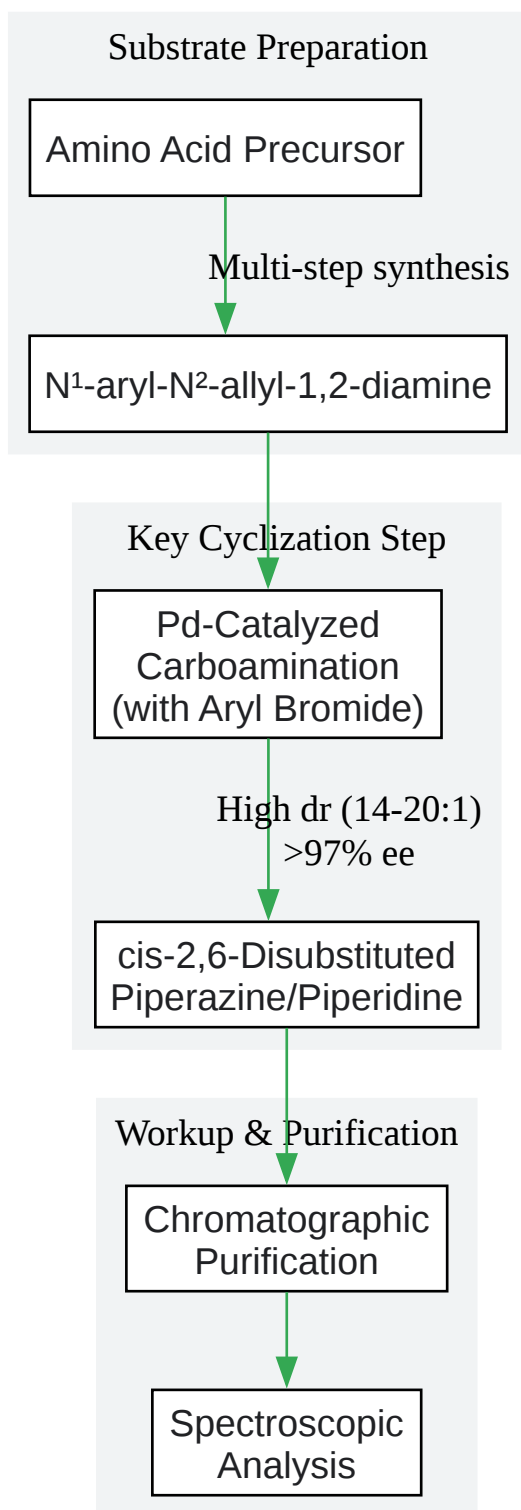 Substrate Preparation
Amino Acid Precursor
Multi-step synthesis
N¹-aryl-N²-allyl-1,2-diamine
Key Cyclization Step
Pd-Catalyzed
Carboamination
(with Aryl Bromide)
High dr (14-20:1)
>97% ee
cis-2,6-Disubstituted
Piperazine/Piperidine
Workup & Purification
Chromatographic
Purification
Spectroscopic
Analysis